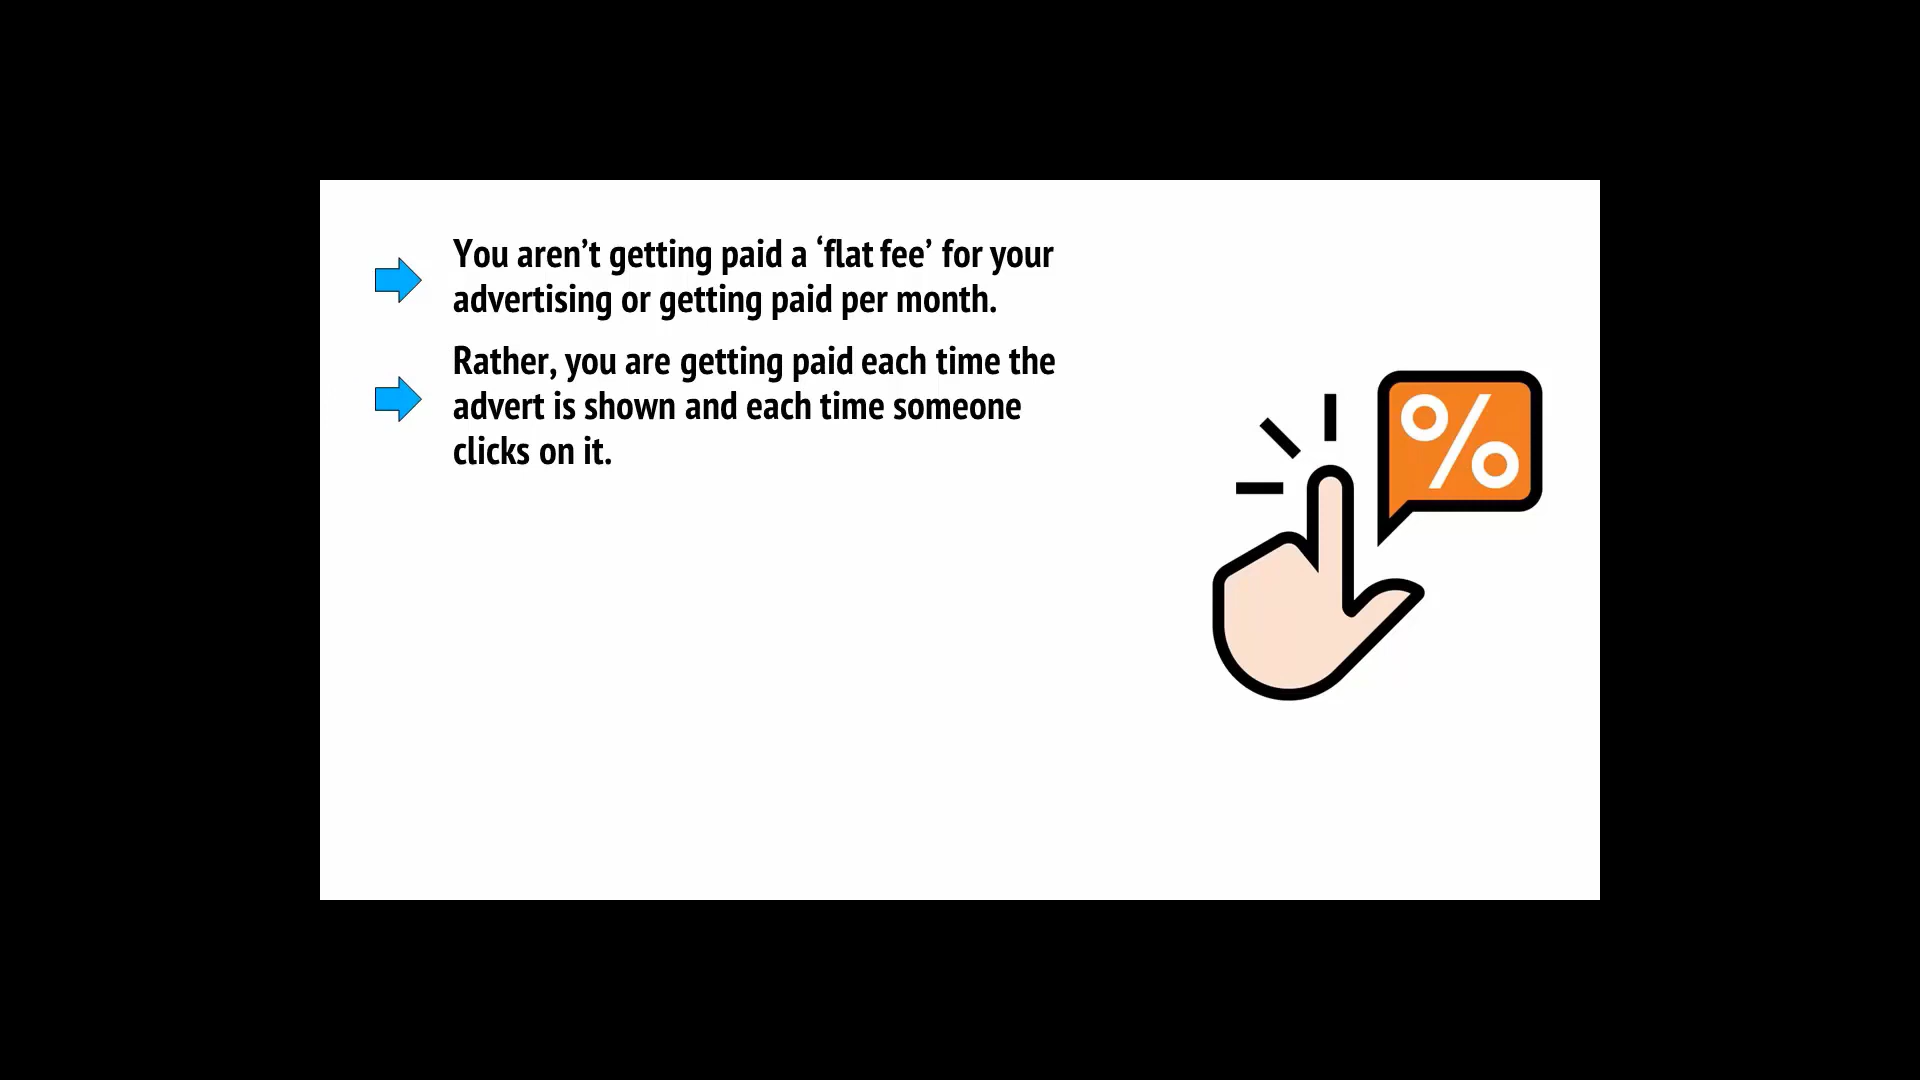 You aren’t getting paid a ‘flat fee’ for your
advertising or getting paid per month.
Rather, you are getting paid each time the
advert is shown and each time someone
clicks on it.
%